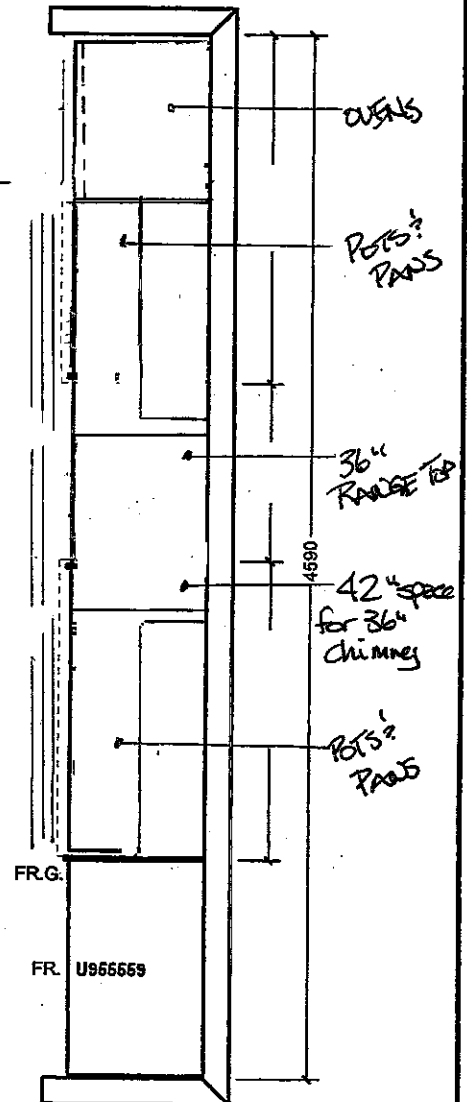 OVENS
POTS &
PANS
36"
RANGE TOP
4590
42" space
for 36"
Chimney
POTS &
PANS
FR.G.
FR. U955559